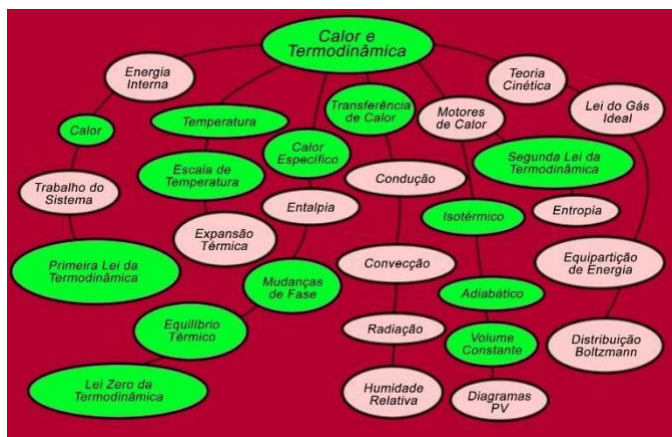 Calor e
Termodinâmica
Energia
Interna
Calor
Trabalho do
Sistema
Primeira Lei da
Termodinâmica
Temperatura
Escala de
Temperatura
Expansão
Térmica
Calor
Específico
Entalpia
Mudanças
de Fase
Equilíbrio
Térmico
Lei Zero da
Termodinâmica
Transferência
de Calor
Condução
Convecção
Radiação
Humidade
Relativa
Motores
de Calor
Isotérmico
Adiabático
Volume
Constante
Diagramas
PV
Segunda Lei da
Termodinâmica
Entropia
Teoria
Cinética
Lei do Gás
Ideal
Equipartição
de Energia
Distribuição
Boltzmann